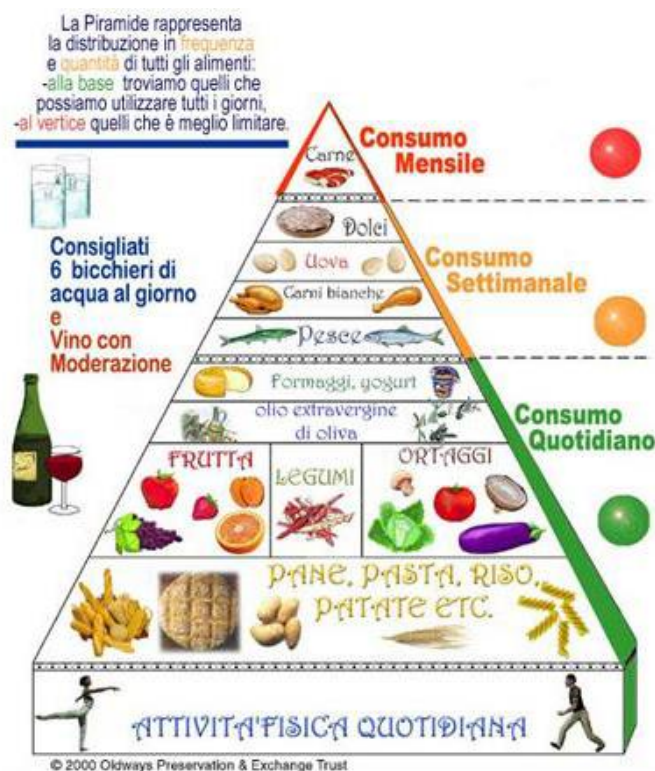 La Piramide rappresenta
la distribuzione in frequenza
e quantità di tutti gli alimenti:
-alla base troviamo quelli che
possiamo utilizzare tutti i giorni,
-al vertice quelli che è meglio limitare.
Consumo
Mensile
Carne
Dolci
Consigliati
6 bicchieri di
acqua al giorno
e
Vino con
Moderazione
Uova
Consumo
Settimanale
Carni bianche
Pesce
Formaggi, yogurt
olio extravergine
di oliva
Consumo
Quotidiano
FRUTTA
LEGUMI
ORTAGGI
PANE, PASTA, RISO,
PATATE ETC.
ATTIVITA'FISICA QUOTIDIANA
© 2000 Oldways Preservation & Exchange Trust